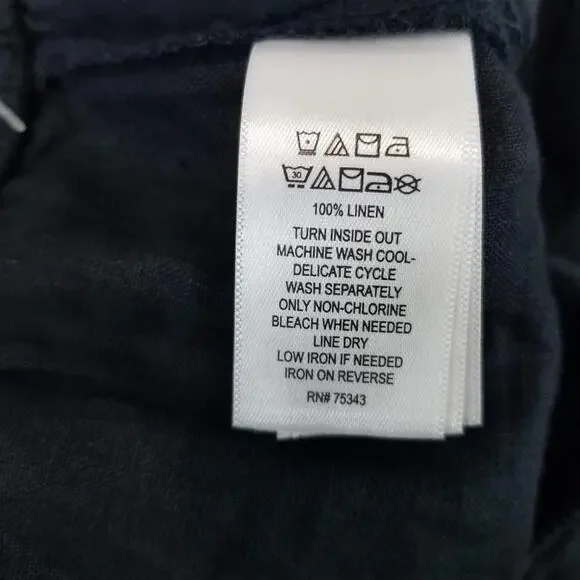 30
100% LINEN
TURN INSIDE OUT
MACHINE WASH COOL-
DELICATE CYCLE
WASH SEPARATELY
ONLY NON-CHLORINE
BLEACH WHEN NEEDED
LINE DRY
LOW IRON IF NEEDED
IRON ON REVERSE
RN# 75343